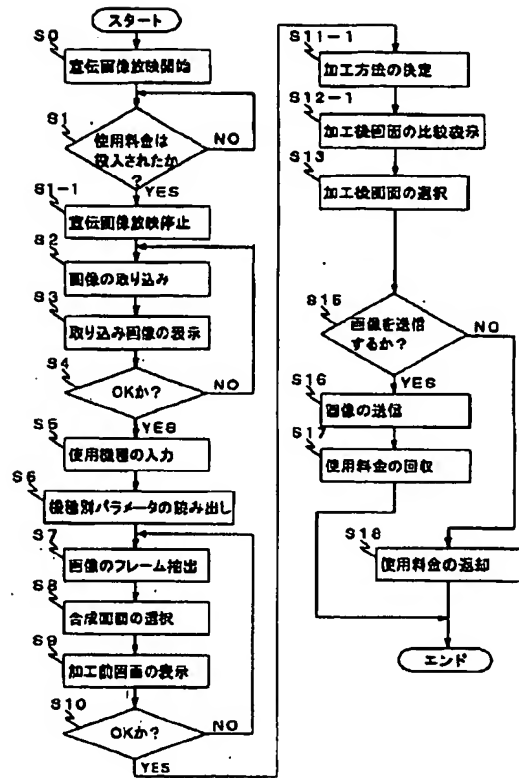 スタート
S0
宣伝画像放映開始
S1
使用料金は
投入されたか
?
NO
YES
S1-1
宣伝画像放映停止
S2
画像の取り込み
S3
取り込み画像の表示
S4
OKか?
NO
YES
S5
使用機種の入力
S6
機種別パラメータの読み出し
S7
画像のフレーム抽出
S8
合成画面の選択
S9
加工前画面の表示
S10
OKか?
NO
YES
S11-1
加工方法の決定
S12-1
加工後画面の比較表示
S13
加工後画面の選択
S15
画像を送信
するか?
NO
YES
S16
画像の送信
S17
使用料金の回収
S18
使用料金の返却
エンド